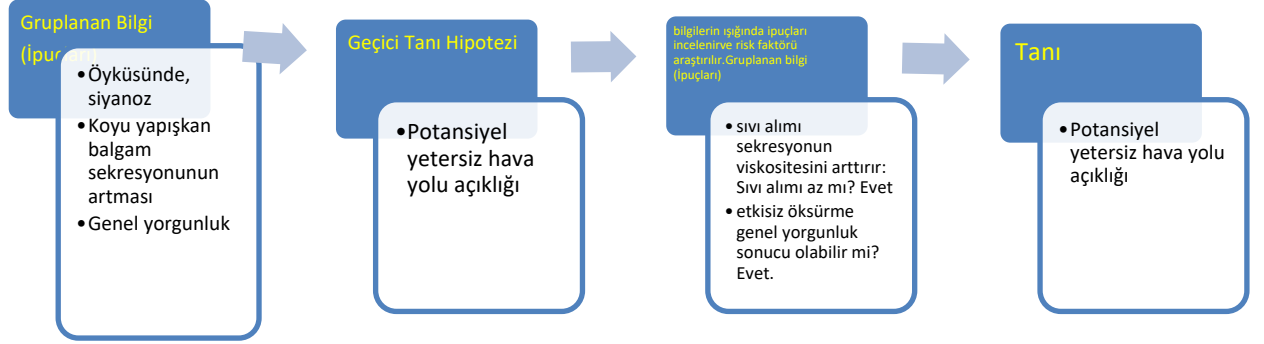 Gruplanan Bilgi
(İpuçları)
•Öyküsünde,
siyanoz
•Koyu yapışkan
balgam
sekresyonunun
artması
•Genel yorgunluk
Geçici Tanı Hipotezi
•Potansiyel
yetersiz hava
yolu açıklığı
bilgilerin ışığında ipuçları
incelenirve risk faktörü
araştırılır.Gruplanan bilgi
(İpuçları)
•sıvı alımı
sekresyonun
viskositesini arttırır:
Sıvı alımı az mı? Evet
•etkisiz öksürme
genel yorgunluk
sonucu olabilir mi?
Evet.
Tanı
•Potansiyel
yetersiz hava yolu
açıklığı